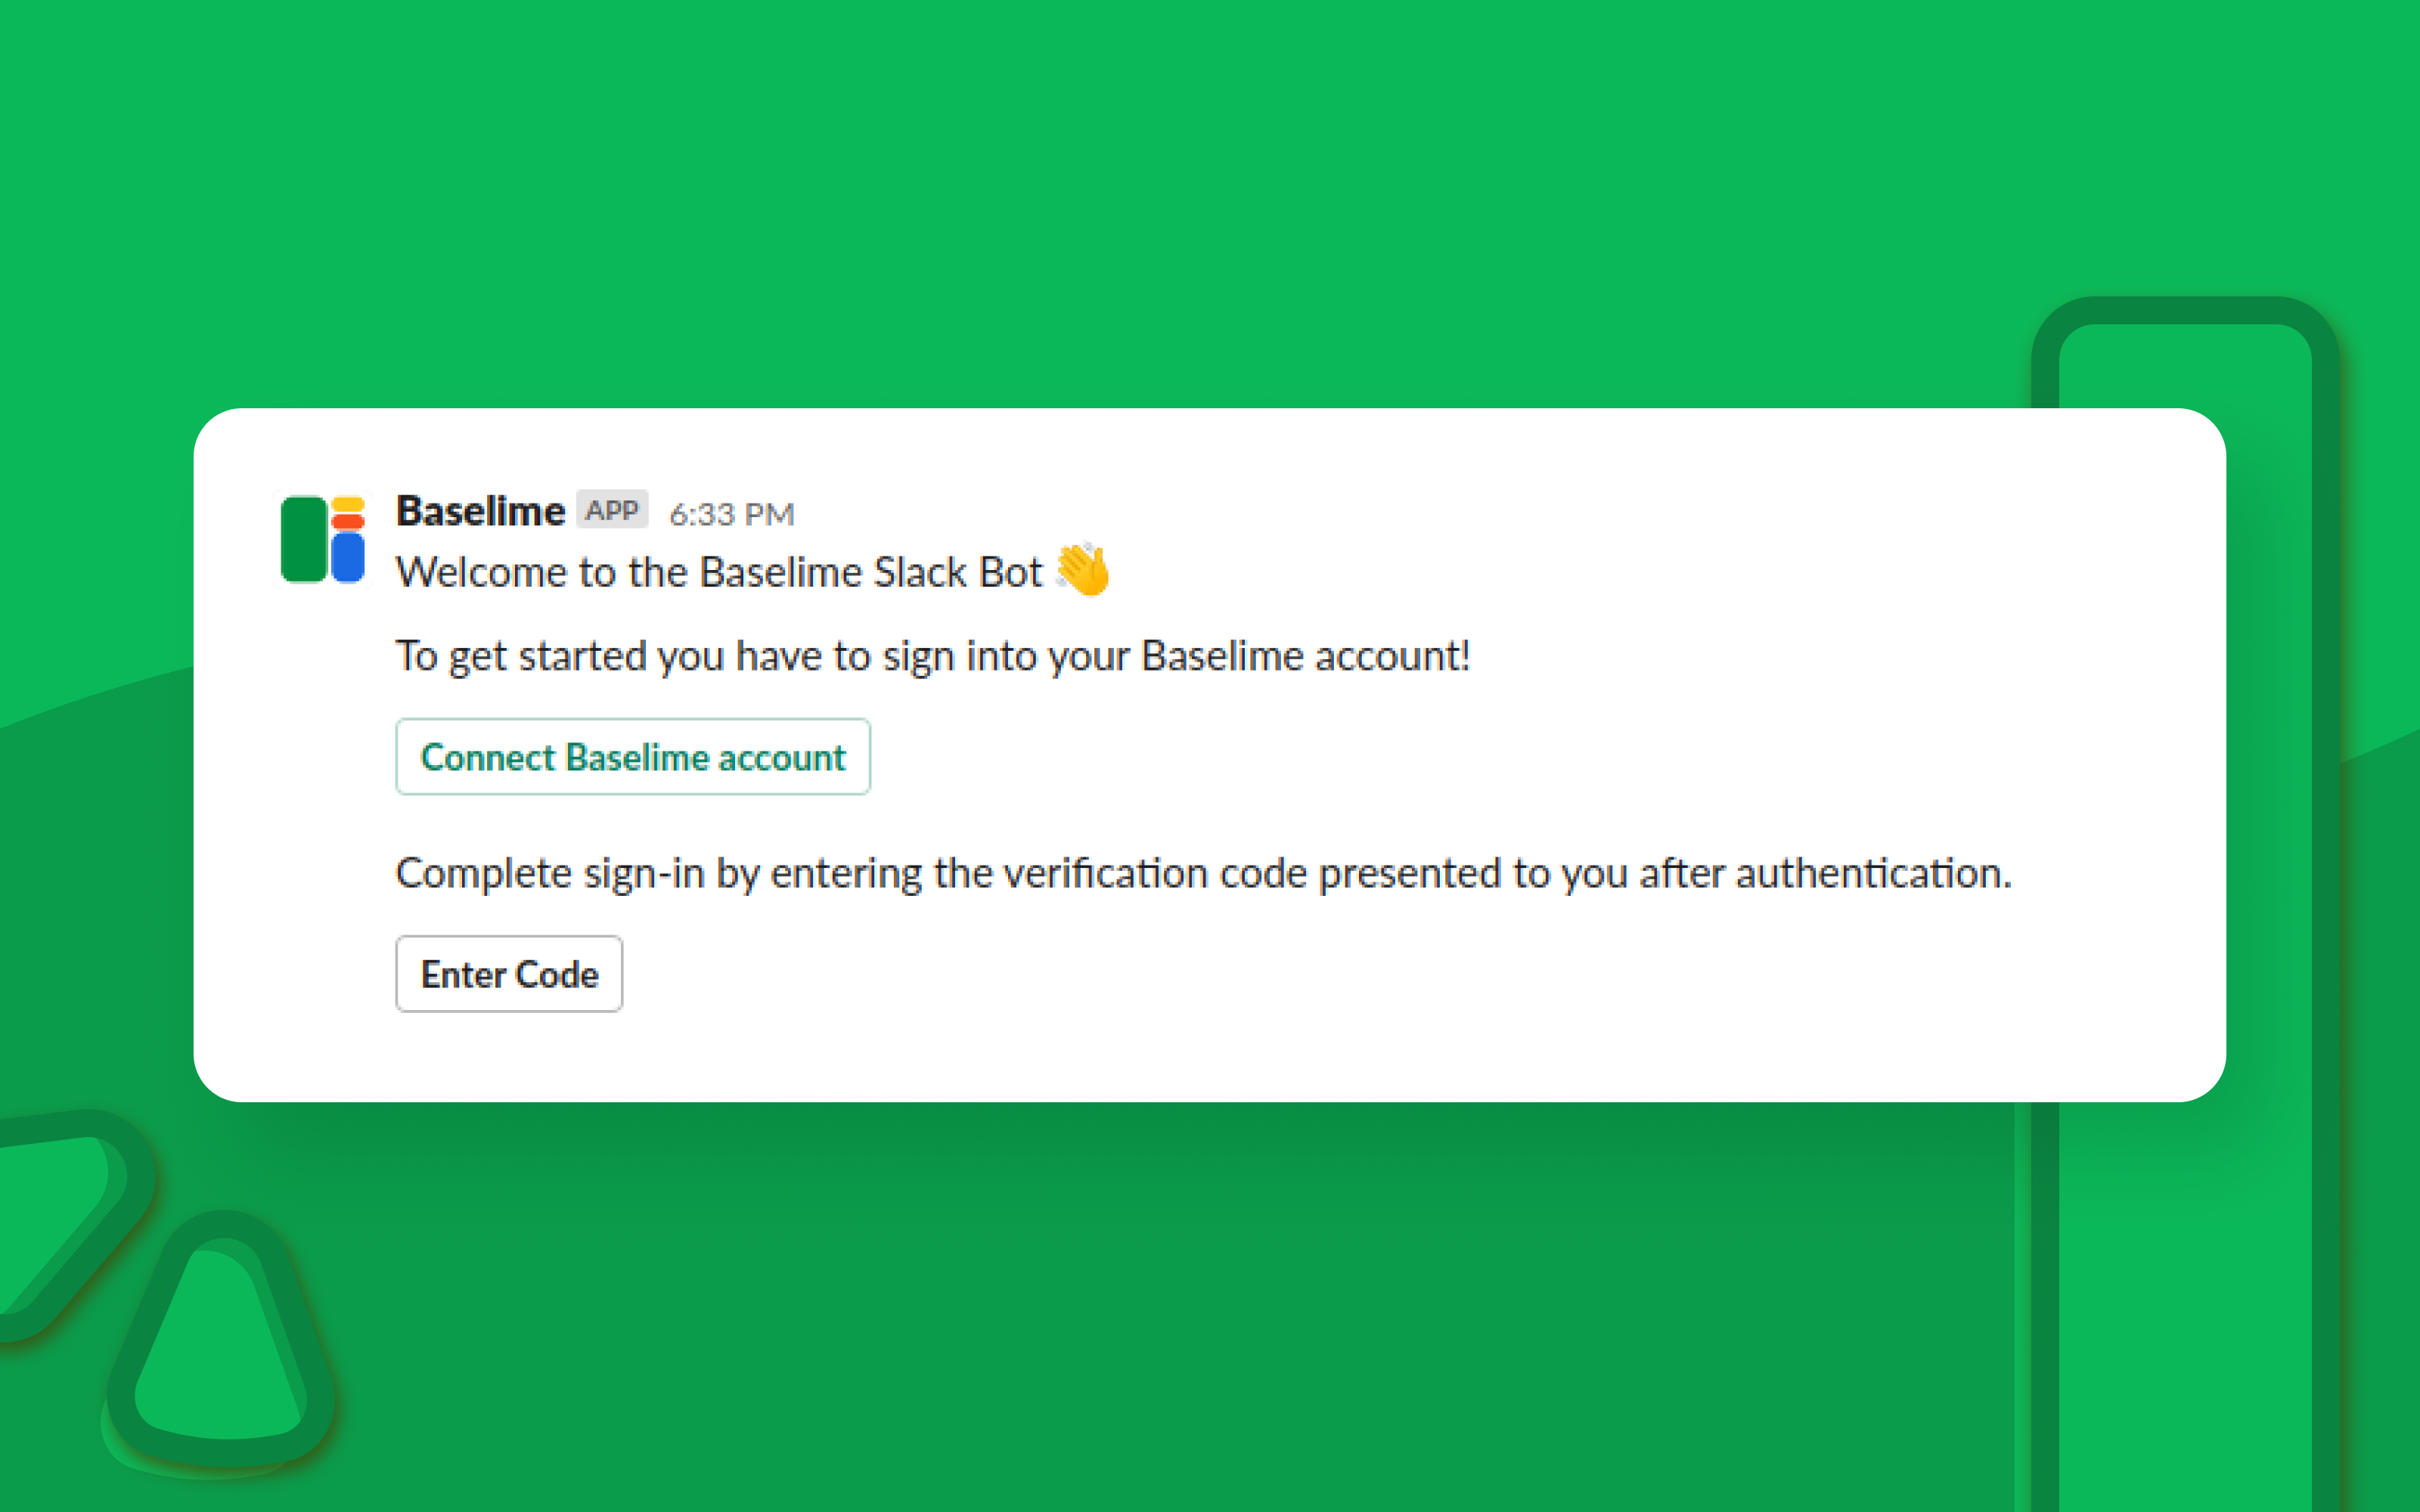 Baselime APP 6:33 PM
Welcome to the Baselime Slack Bot 👋
To get started you have to sign into your Baselime account!
Connect Baselime account
Complete sign-in by entering the verification code presented to you after authentication.
Enter Code